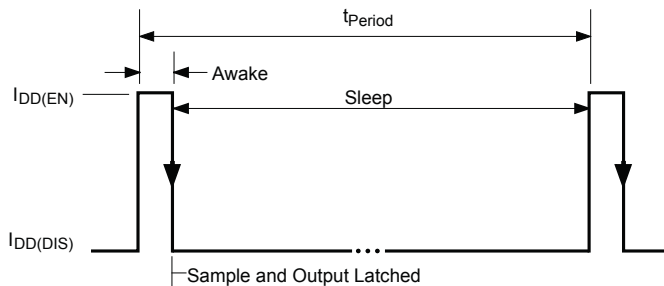 tPeriod
Awake
IDD(EN)
Sleep
IDD(DIS)
Sample and Output Latched